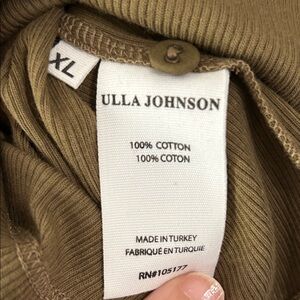 XL
ULLA JOHNSON
100% COTTON
100% COTON
MADE IN TURKEY
FABRIQUÉ EN TURQUIE
RN#105177